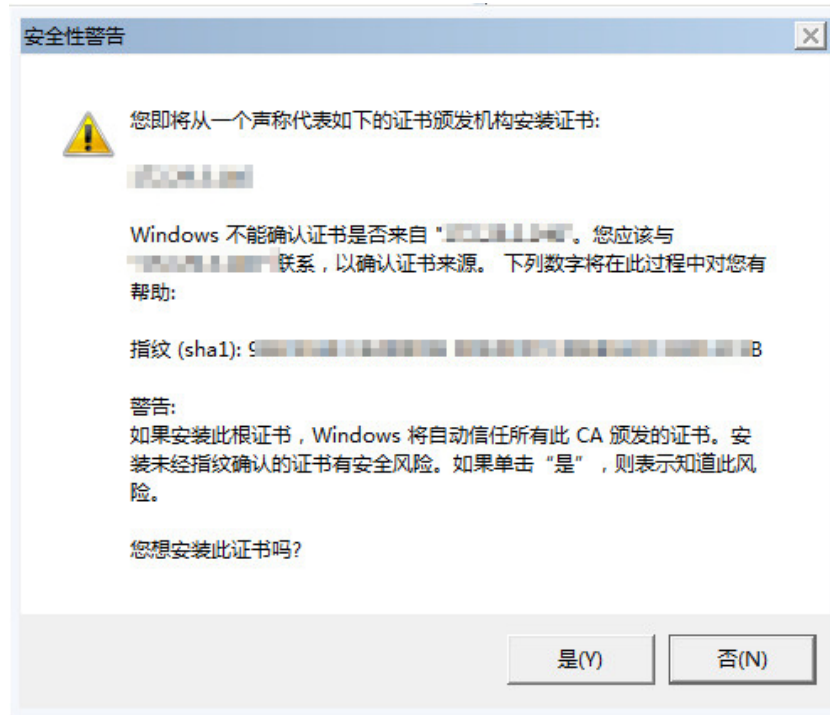 安全性警告
您即将从一个声称代表如下的证书颁发机构安装证书:
Windows 不能确认证书是否来自 "
"。您应该与
联系，以确认证书来源。 下列数字将在此过程中对您有
帮助:
指纹 (sha1): 9
B
警告:
如果安装此根证书，Windows 将自动信任所有此 CA 颁发的证书。安
装未经指纹确认的证书有安全风险。如果单击“是”，则表示知道此风
险。
您想安装此证书吗?
是(Y)
否(N)